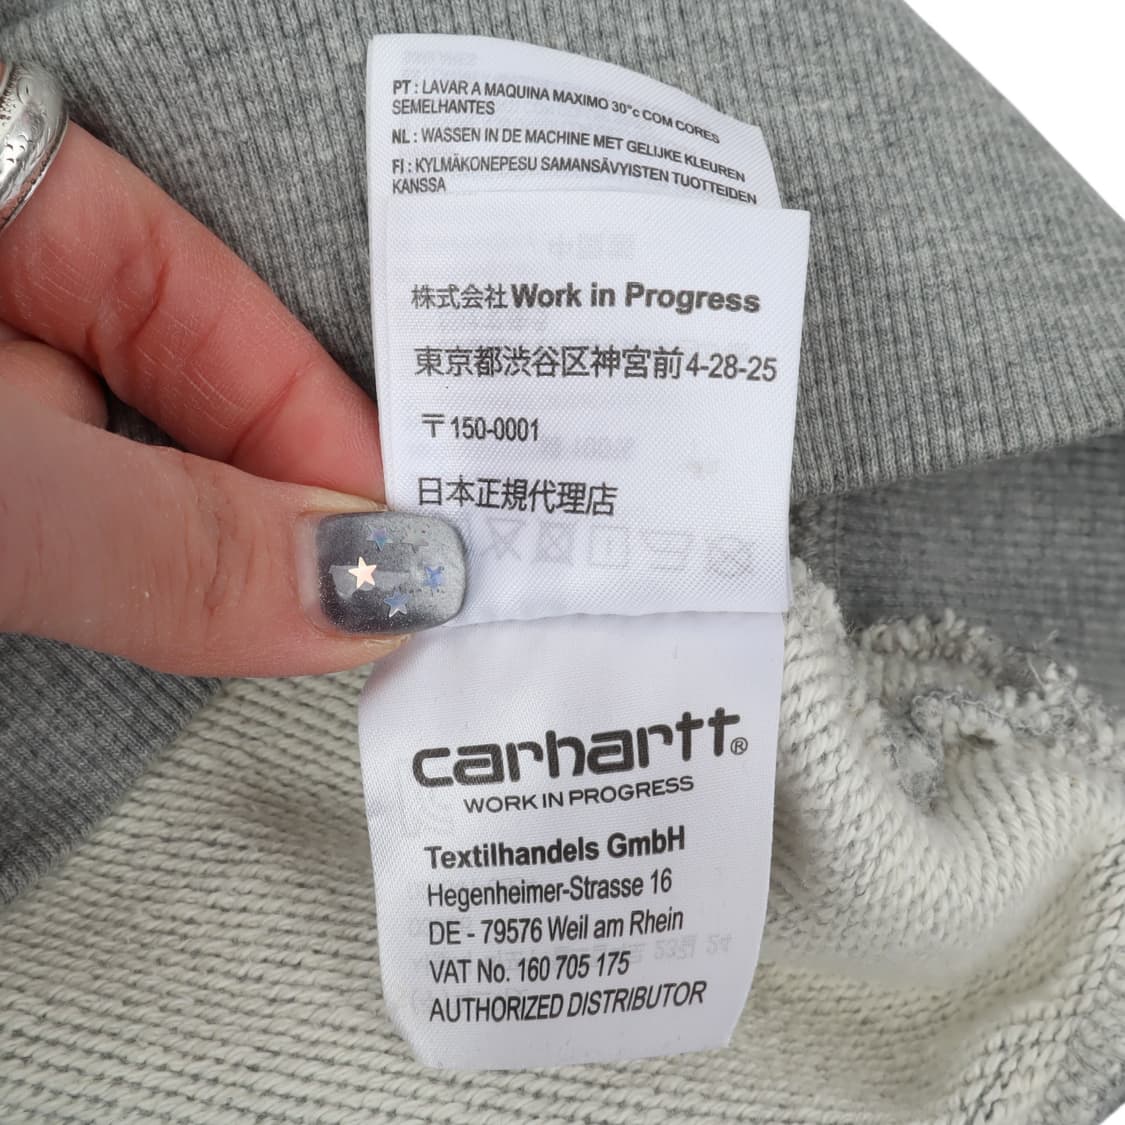 PT : LAVAR A MAQUINA MAXIMO 30°c COM CORES
SEMELHANTES
NL : WASSEN IN DE MACHINE MET GELIJKE KLEUREN
FI : KYLMÄKONEPESU SAMANSÄVYISTEN TUOTTEIDEN
KANSSA
株式会社Work in Progress
東京都渋谷区神宮前4-28-25
〒150-0001
日本正規代理店
carhartt®
WORK IN PROGRESS
Textilhandels GmbH
Hegenheimer-Strasse 16
DE - 79576 Weil am Rhein
VAT No. 160 705 175
AUTHORIZED DISTRIBUTOR